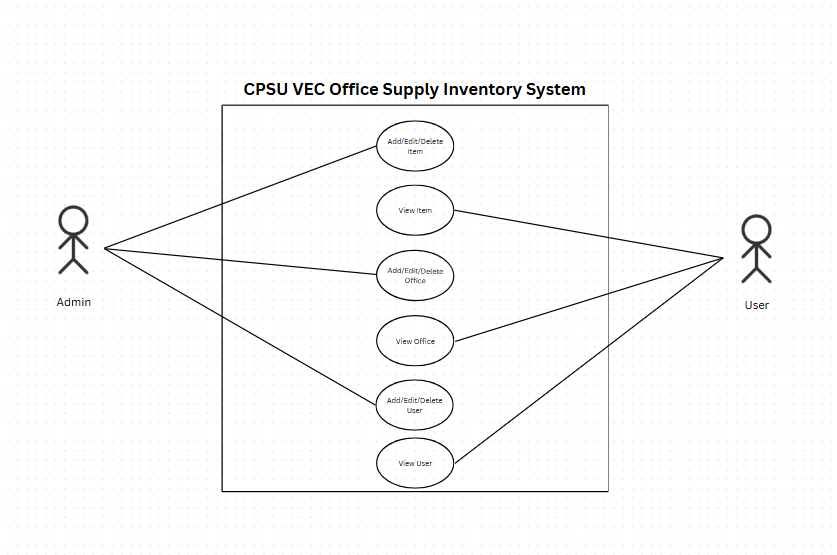 CPSU VEC Office Supply Inventory System
Add/Edit/Delete
Item
View Item
Add/Edit/Delete
Office
View Office
Add/Edit/Delete
User
View User
Admin
User